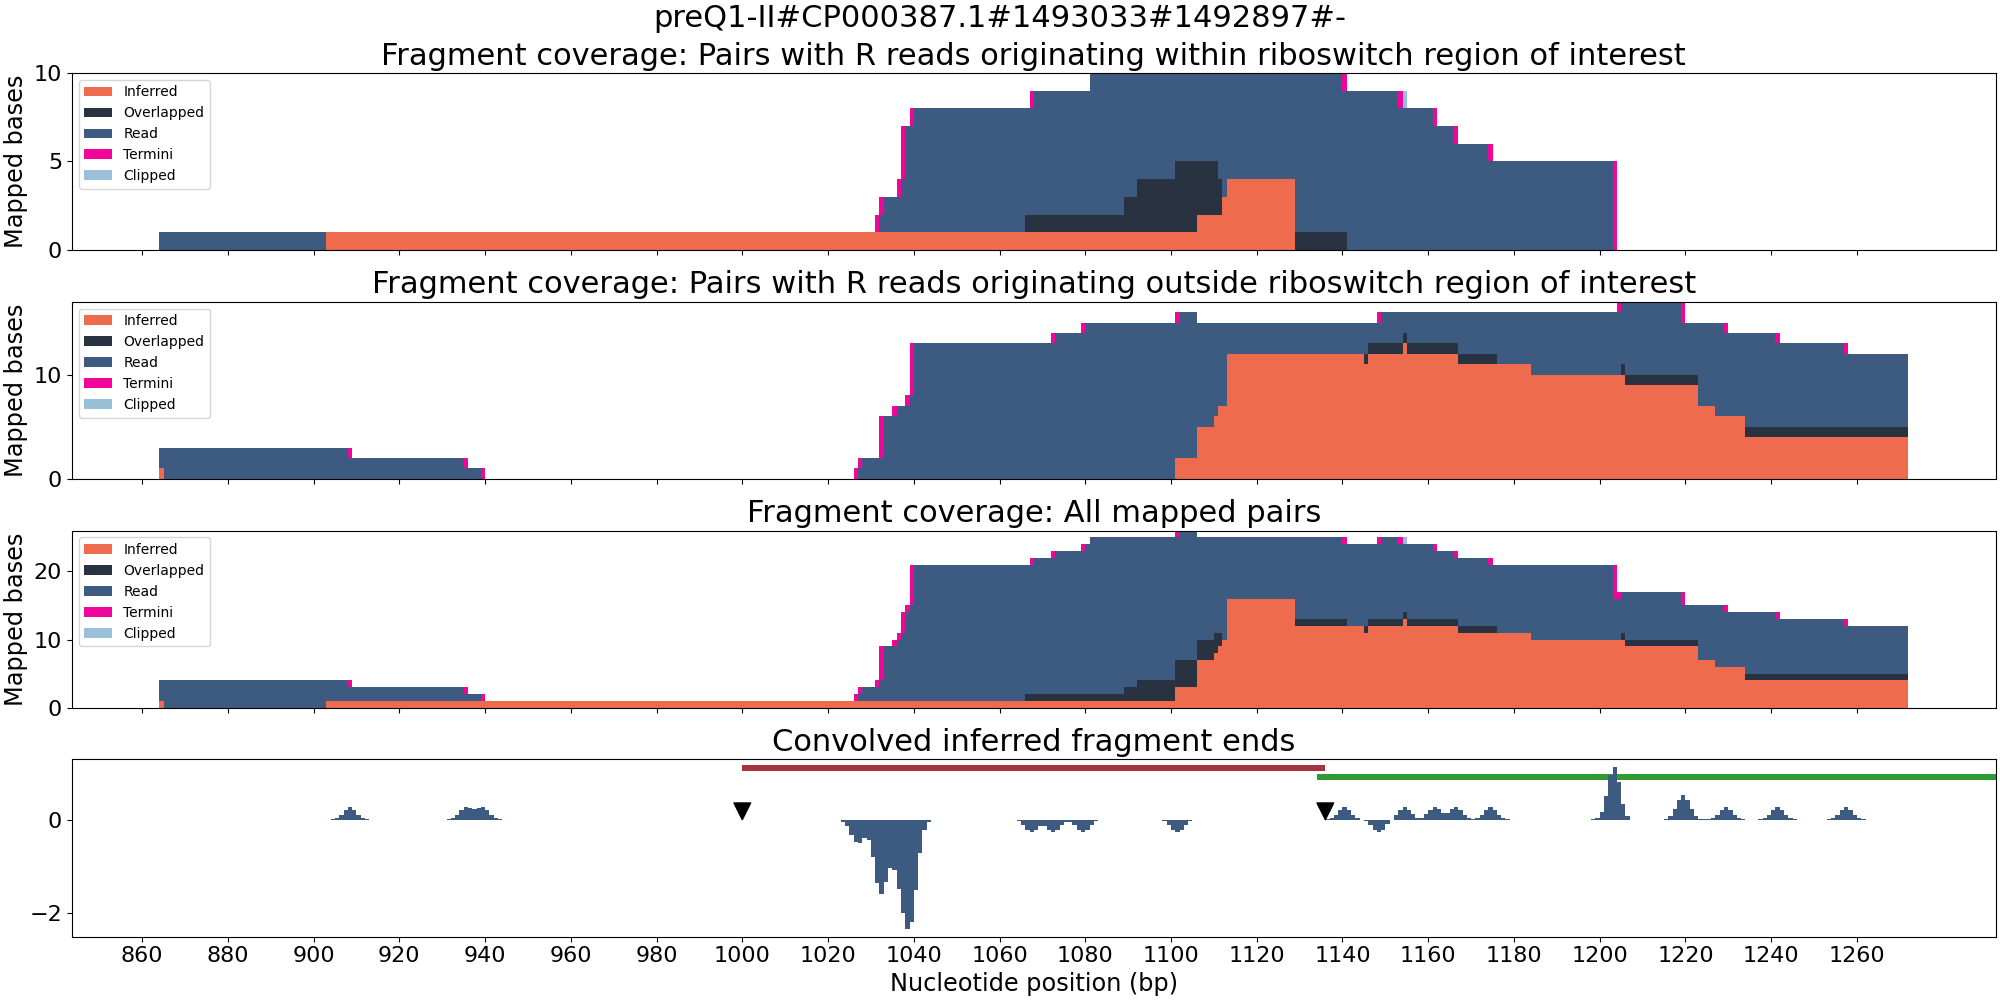 preQ1-II#CP000387.1#1493033#1492897#-
Fragment coverage: Pairs with R reads originating within riboswitch region of interest
Mapped bases
10
5
0
Inferred
Overlapped
Read
Termini
Clipped
Fragment coverage: Pairs with R reads originating outside riboswitch region of interest
Mapped bases
10
0
Inferred
Overlapped
Read
Termini
Clipped
Fragment coverage: All mapped pairs
Mapped bases
20
10
0
Inferred
Overlapped
Read
Termini
Clipped
Convolved inferred fragment ends
0
−2
860 880 900 920 940 960 980 1000 1020 1040 1060 1080 1100 1120 1140 1160 1180 1200 1220 1240 1260
Nucleotide position (bp)